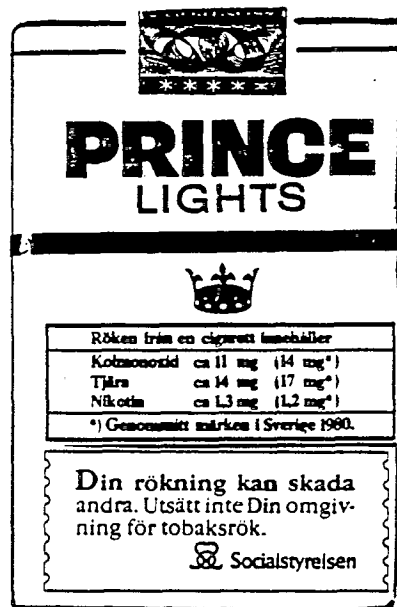 PRINCE
LIGHTS
Röken från en cigarett innehåller
Kolmonoxid ca 11 mg (14 mg*)
Tjära ca 14 mg (17 mg*)
Nikotin ca 1,3 mg (1,2 mg*)
*) Genomsnitt märken i Sverige 1980.
Din rökning kan skada
andra. Utsätt inte Din omgiv-
ning för tobaksrök.
Socialstyrelsen